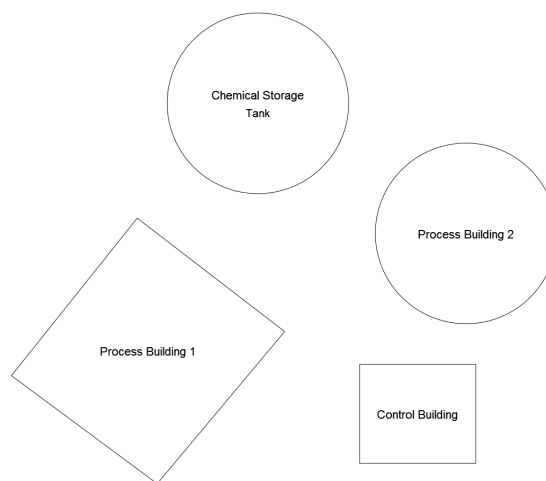 Chemical Storage
Tank
Process Building 2
Process Building 1
Control Building